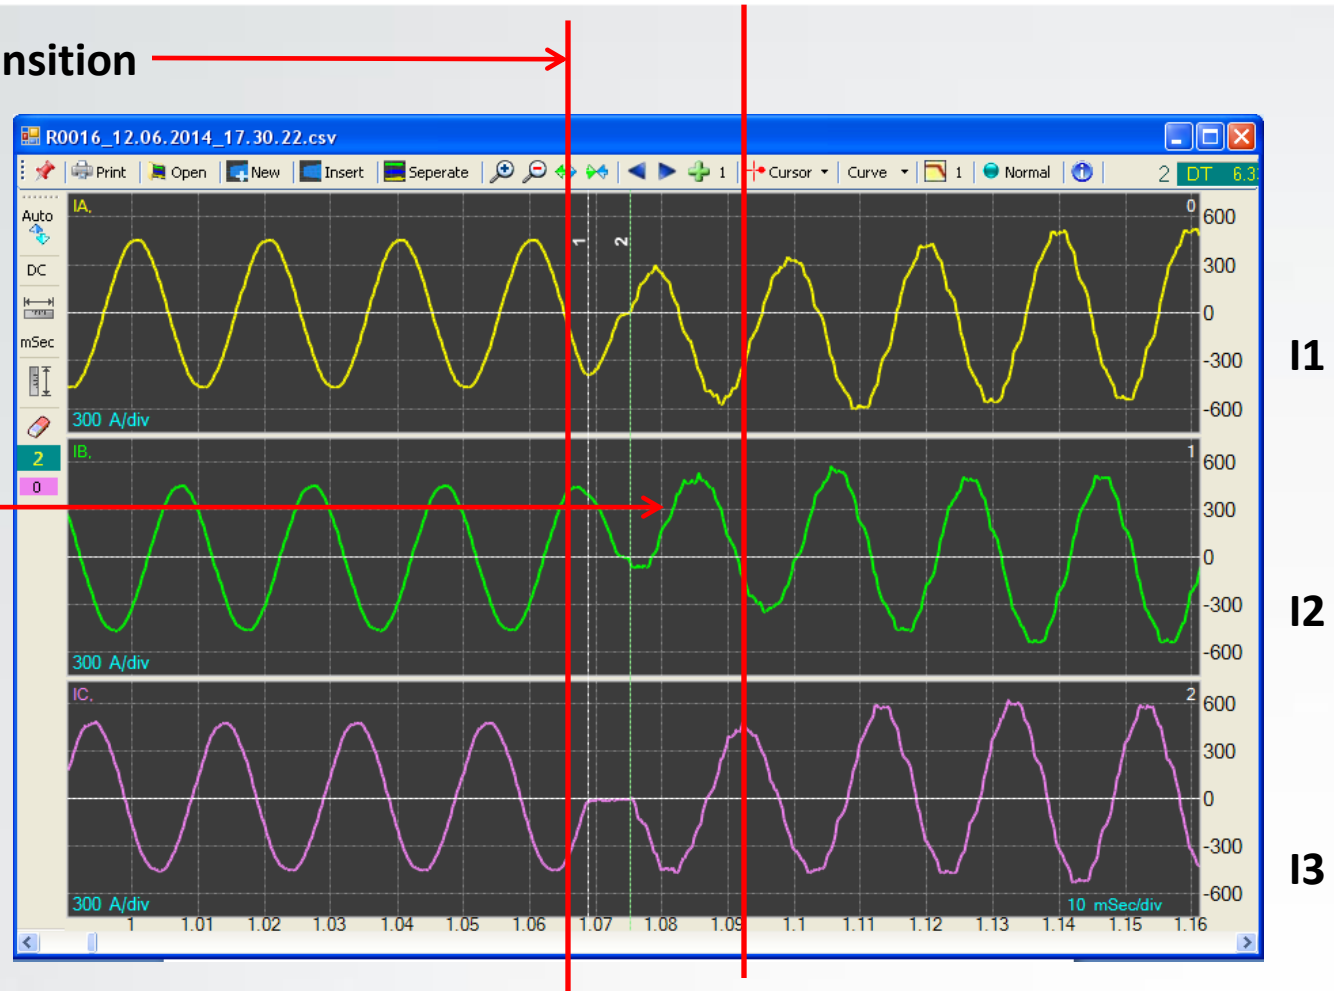 nsition
R0016_12.06.2014_17.30.22.csv
Print Open New Insert Seperate 1 Cursor Curve 1 Normal 2 DT 6.3
Auto
DC
mSec
2
0
IA,
1 2
0
600
300
0
-300
-600
300 A/div
I1
IB,
1
600
300
0
-300
-600
300 A/div
I2
IC,
2
600
300
0
-300
-600
300 A/div
10 mSec/div
I3
1 1.01 1.02 1.03 1.04 1.05 1.06 1.07 1.08 1.09 1.1 1.11 1.12 1.13 1.14 1.15 1.16